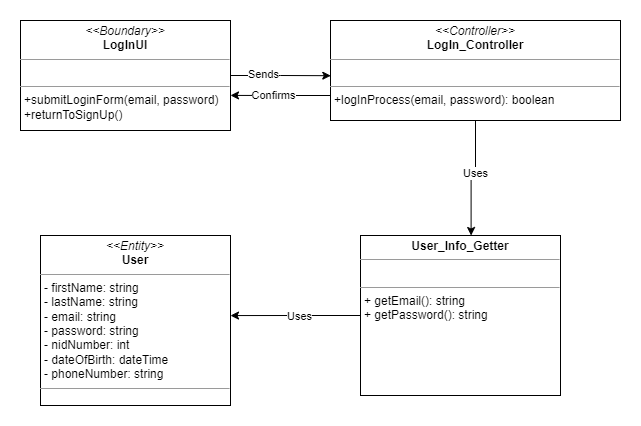 <<Boundary>>
LogInUI
+submitLoginForm(email, password)
+returnToSignUp()
Sends
Confirms
<<Controller>>
LogIn_Controller
+logInProcess(email, password): boolean
Uses
<<Entity>>
User
- firstName: string
- lastName: string
- email: string
- password: string
- nidNumber: int
- dateOfBirth: dateTime
- phoneNumber: string
Uses
User_Info_Getter
+ getEmail(): string
+ getPassword(): string